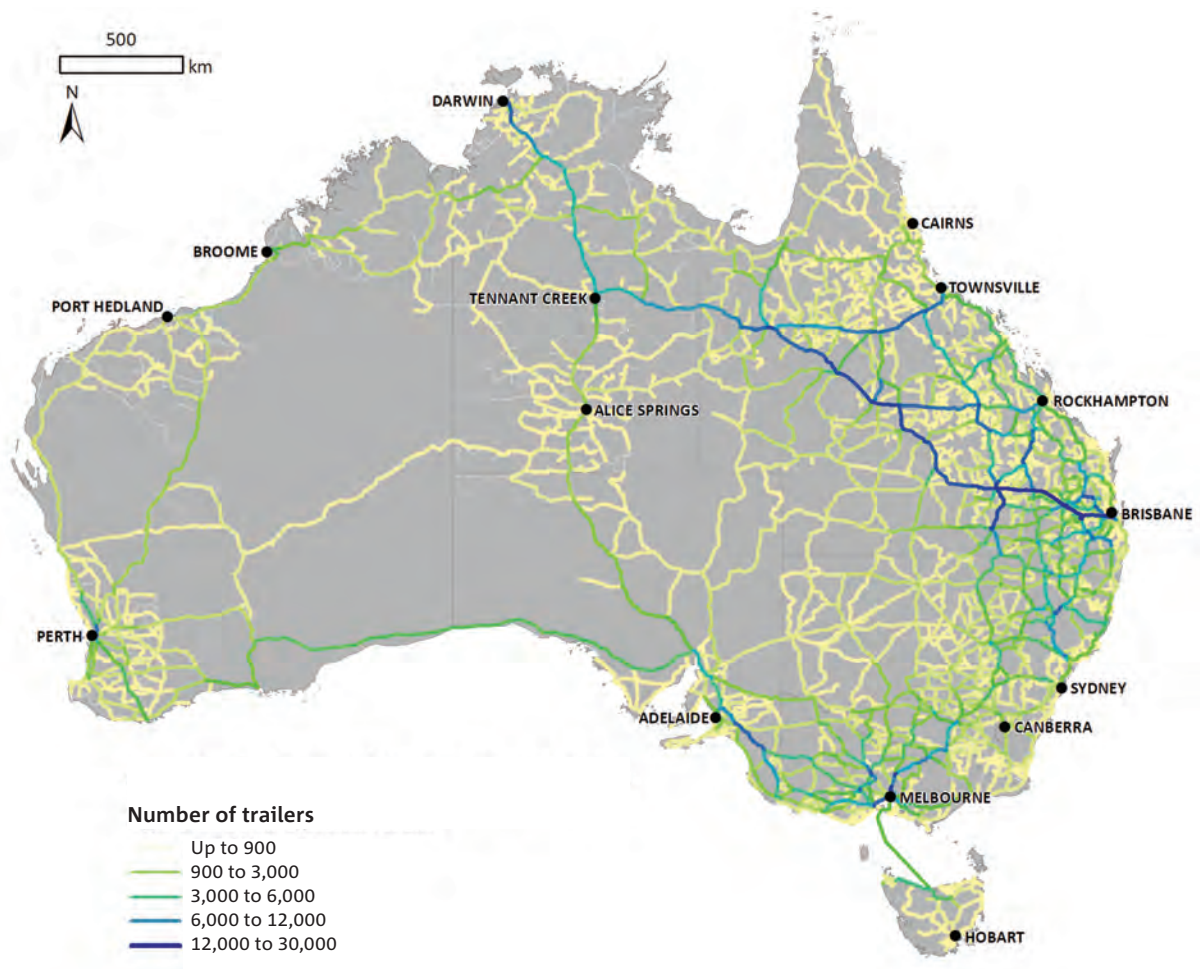 500
km
N
DARWIN
CAIRNS
BROOME
TOWNSVILLE
TENNANT CREEK
PORT HEDLAND
ROCKHAMPTON
ALICE SPRINGS
BRISBANE
PERTH
SYDNEY
ADELAIDE
CANBERRA
MELBOURNE
HOBART
Number of trailers
Up to 900
900 to 3,000
3,000 to 6,000
6,000 to 12,000
12,000 to 30,000